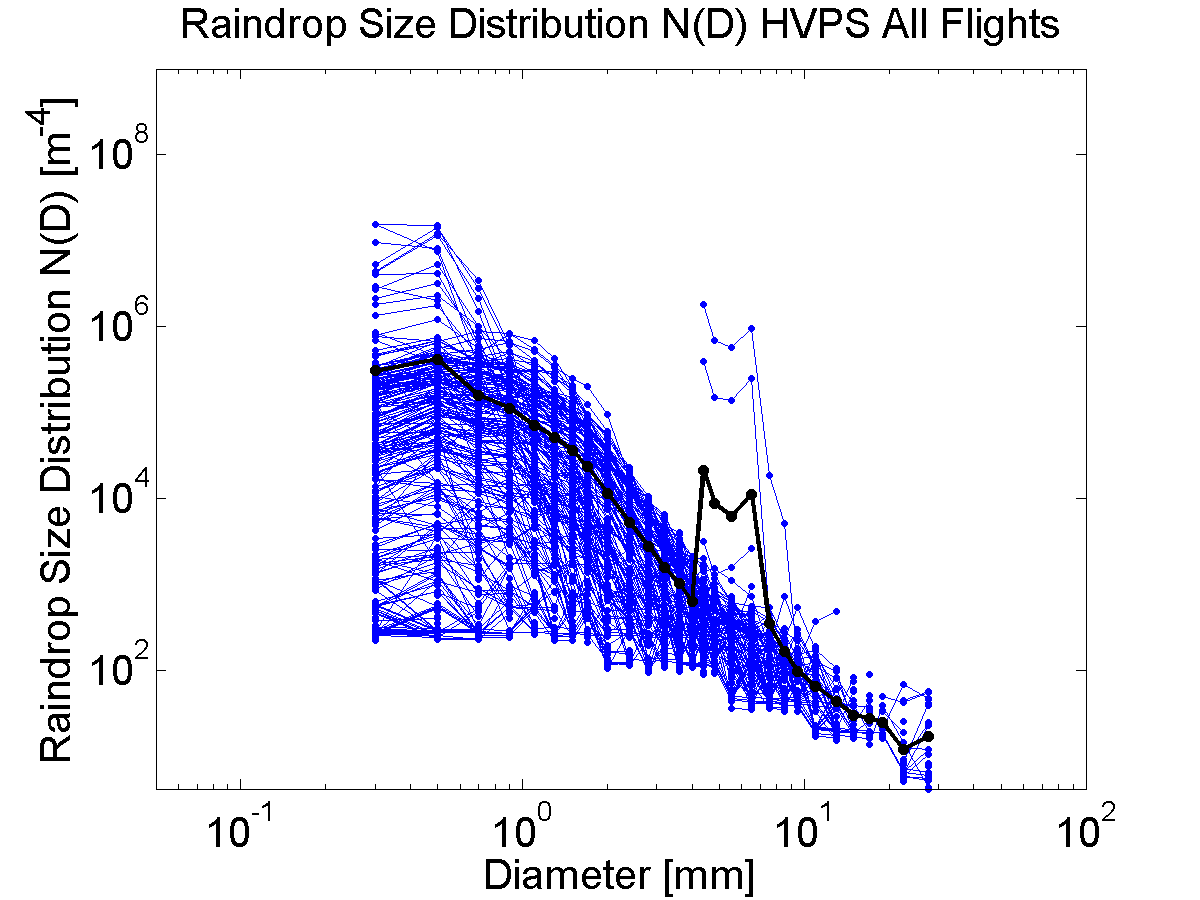 Raindrop Size Distribution N(D) HVPS All Flights
Raindrop Size Distribution N(D) [m^-4]
10^8
10^6
10^4
10^2
10^-1
10^0
10^1
10^2
Diameter [mm]